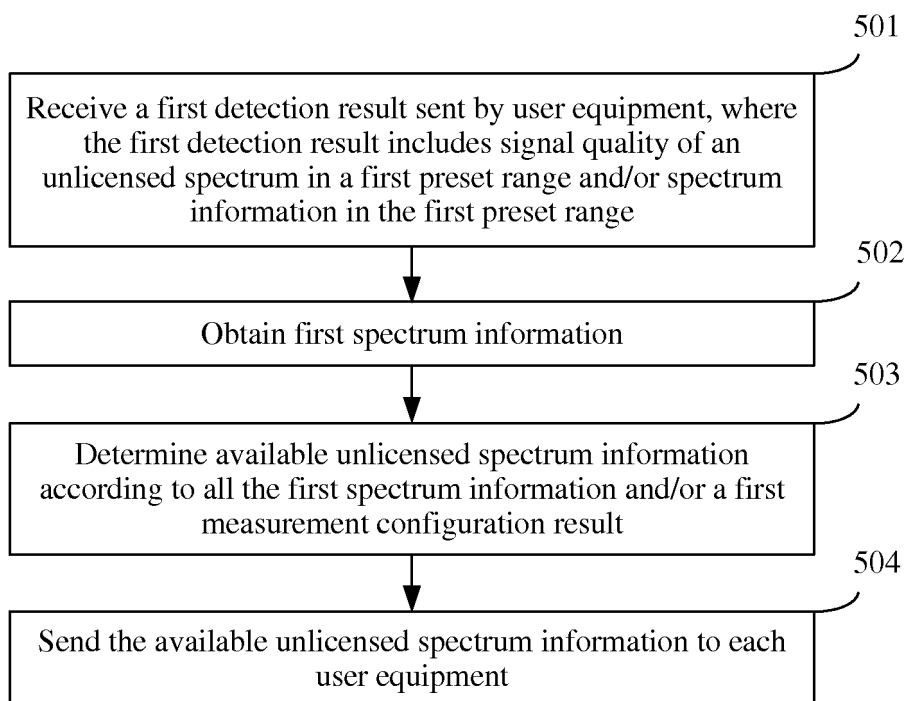 501
Receive a first detection result sent by user equipment, where
the first detection result includes signal quality of an
unlicensed spectrum in a first preset range and/or spectrum
information in the first preset range
502
Obtain first spectrum information
503
Determine available unlicensed spectrum information
according to all the first spectrum information and/or a first
measurement configuration result
504
Send the available unlicensed spectrum information to each
user equipment